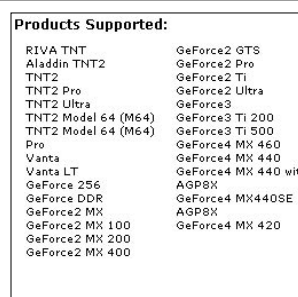 Products Supported:
RIVA TNT
Aladdin TNT2
TNT2
TNT2 Pro
TNT2 Ultra
TNT2 Model 64 (M64)
TNT2 Model 64 (M64)
Pro
Vanta
Vanta LT
GeForce 256
GeForce DDR
GeForce2 MX
GeForce2 MX 100
GeForce2 MX 200
GeForce2 MX 400
GeForce2 GTS
GeForce2 Pro
GeForce2 Ti
GeForce2 Ultra
GeForce3
GeForce3 Ti 200
GeForce3 Ti 500
GeForce4 MX 460
GeForce4 MX 440
GeForce4 MX 440
AGP8X
GeForce4 MX440SE
AGP8X
GeForce4 MX 420